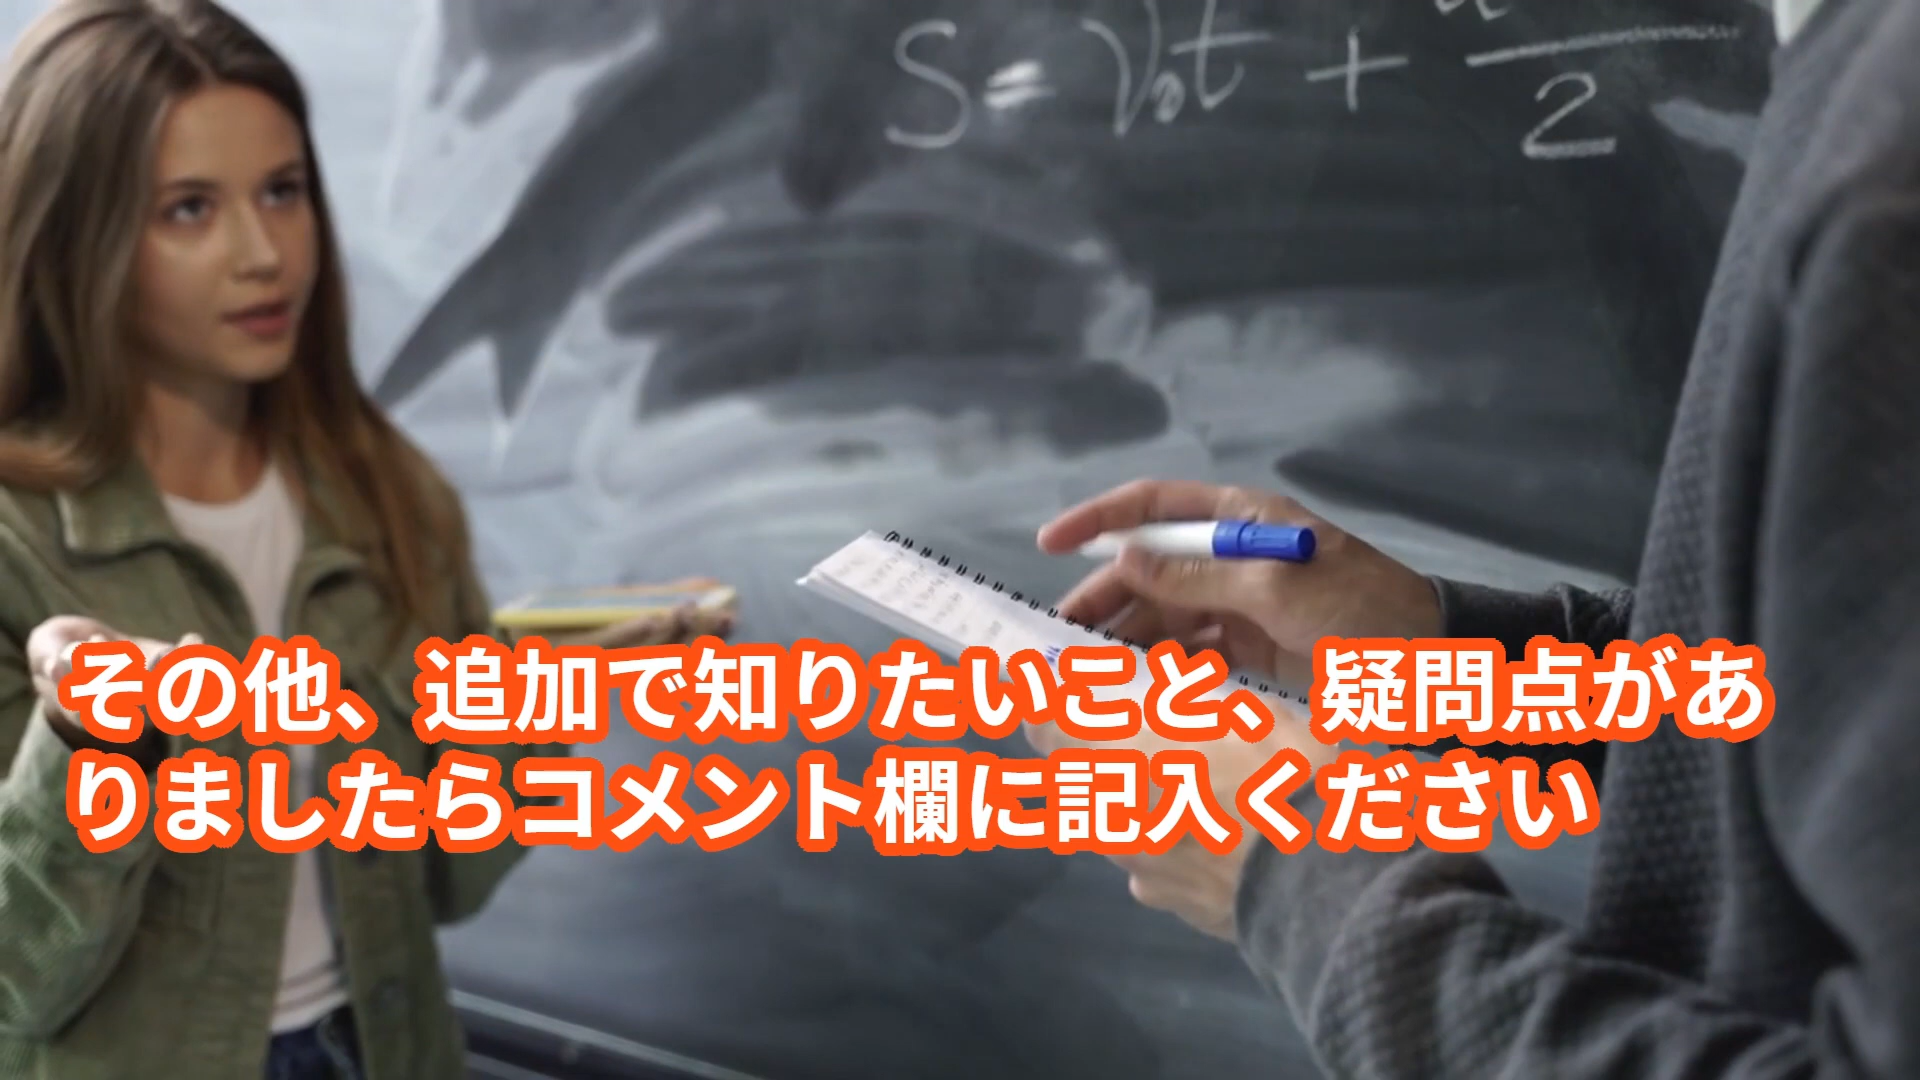 S = V₀t + 
2
その他、追加で知りたいこと、疑問点があ
りましたらコメント欄に記入ください